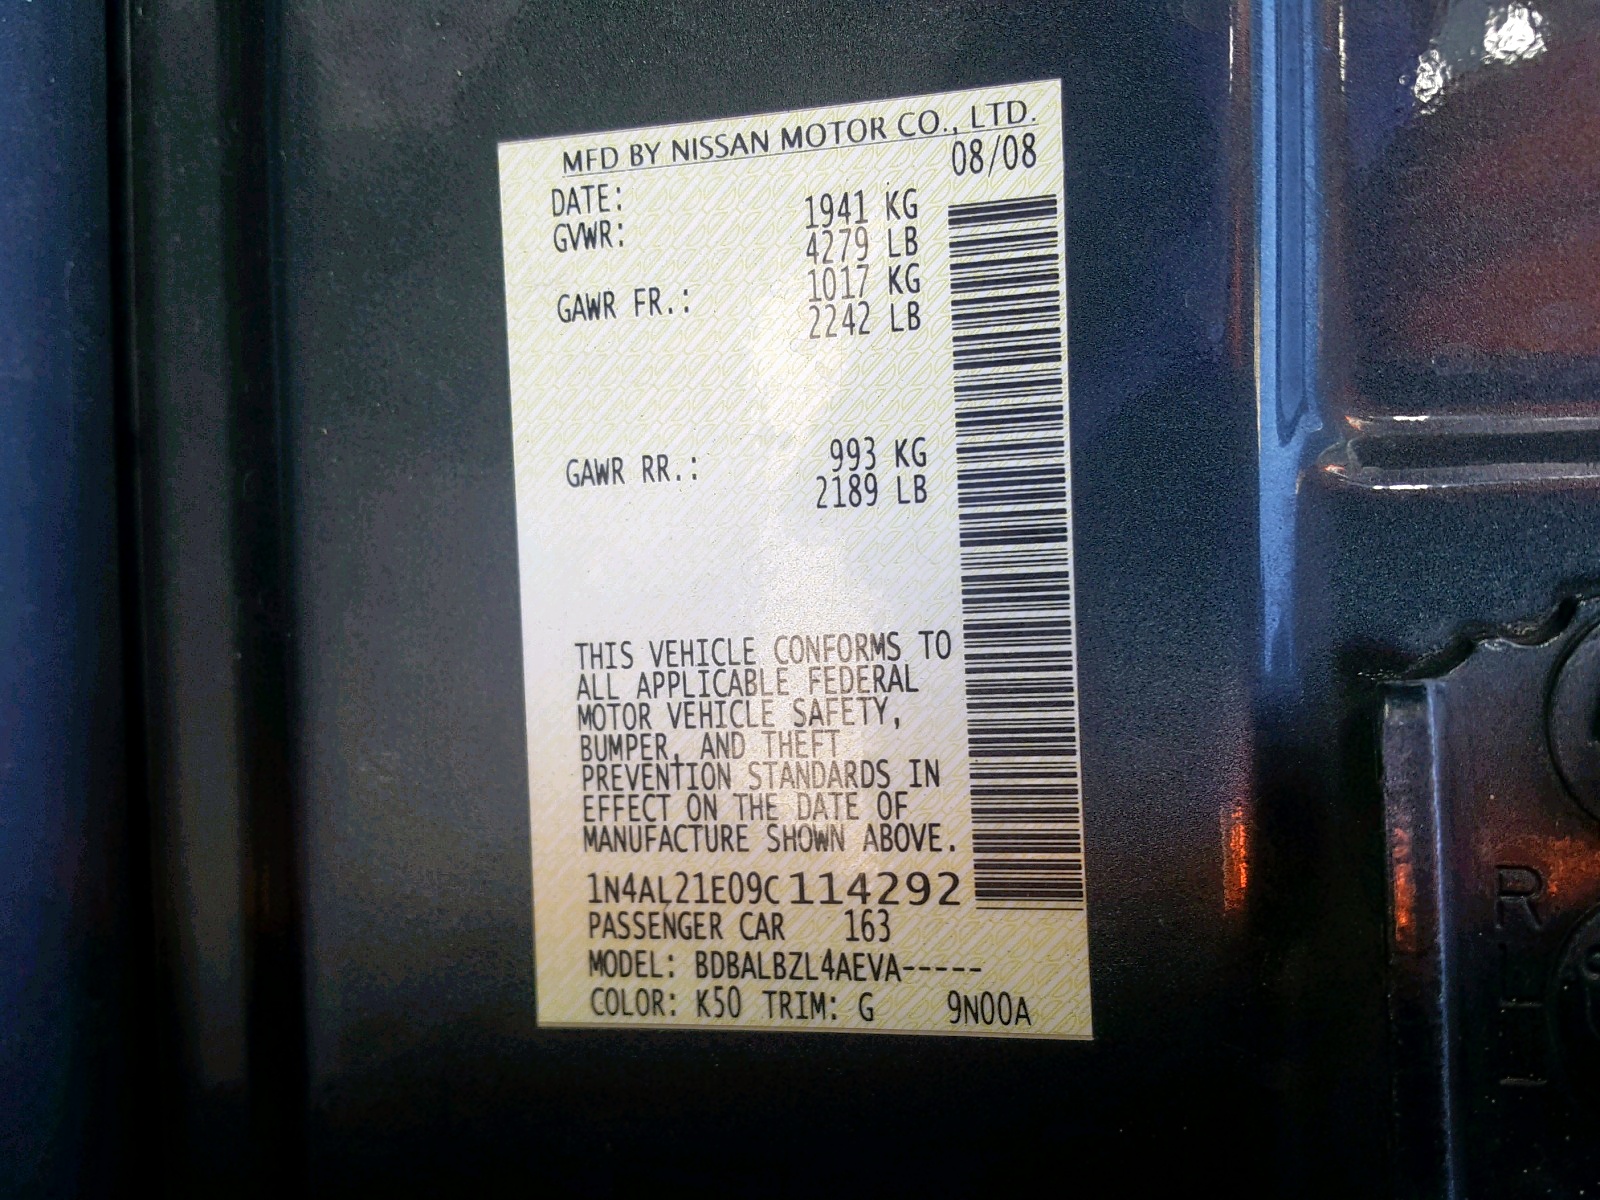 MFD BY NISSAN MOTOR CO., LTD.
DATE: 08/08
GVWR: 1941 KG
4279 LB
GAWR FR.: 1017 KG
2242 LB
GAWR RR.: 993 KG
2189 LB
THIS VEHICLE CONFORMS TO
ALL APPLICABLE FEDERAL
MOTOR VEHICLE SAFETY,
BUMPER, AND THEFT
PREVENTION STANDARDS IN
EFFECT ON THE DATE OF
MANUFACTURE SHOWN ABOVE.
1N4AL21E09C114292
PASSENGER CAR 163
MODEL: BDBALBZL4AEVA-----
COLOR: K50 TRIM: G 9N00A